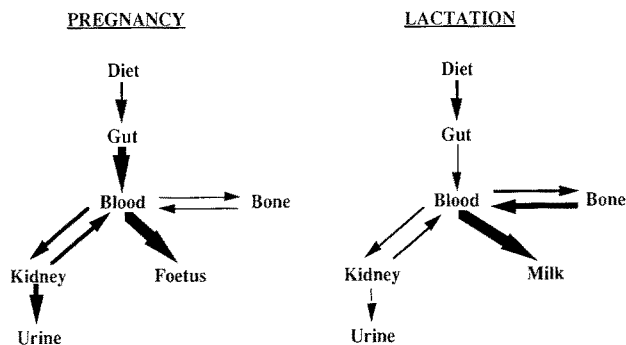 PREGNANCY
Diet
Gut
Blood
Bone
Kidney
Foetus
Urine
LACTATION
Diet
Gut
Blood
Bone
Kidney
Milk
Urine